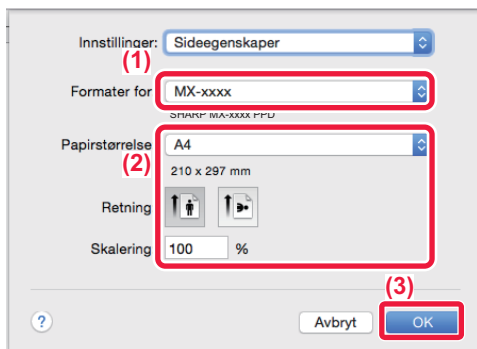 Innstillinger: Sideegenskaper
(1)
Formater for MX-xxxx
SHARP MX-xxxx PPD
Papirstørrelse A4
(2)
210 x 297 mm
Retning
Skalering 100 %
(3)
? Avbryt OK